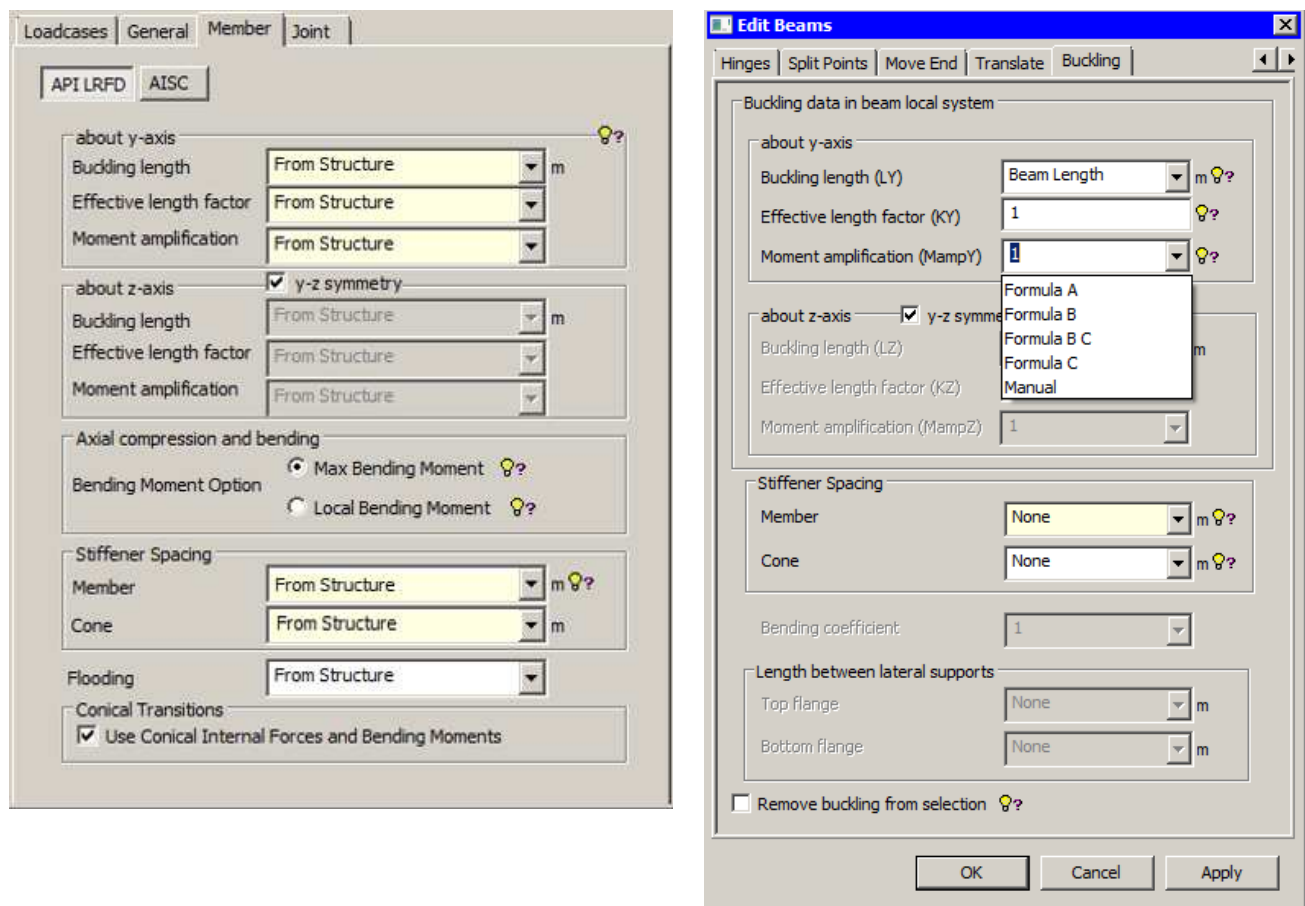 Loadcases General Member Joint
API LRFD AISC
about y-axis
Buckling length From Structure m
Effective length factor From Structure
Moment amplification From Structure
about z-axis y-z symmetry
Buckling length From Structure m
Effective length factor From Structure
Moment amplification From Structure
Axial compression and bending
Bending Moment Option
Max Bending Moment
Local Bending Moment
Stiffener Spacing
Member From Structure m
Cone From Structure m
Flooding From Structure
Conical Transitions
Use Conical Internal Forces and Bending Moments
Edit Beams
Hinges Split Points Move End Translate Buckling
Buckling data in beam local system
about y-axis
Buckling length (LY) Beam Length m
Effective length factor (KY) 1
Moment amplification (MampY) 1
Formula A
Formula B
Formula B C
Formula C
Manual
about z-axis y-z symme
Buckling length (LZ) m
Effective length factor (KZ)
Moment amplification (MampZ) 1
Stiffener Spacing
Member None m
Cone None m
Bending coefficient 1
Length between lateral supports
Top flange None m
Bottom flange None m
Remove buckling from selection
OK Cancel Apply